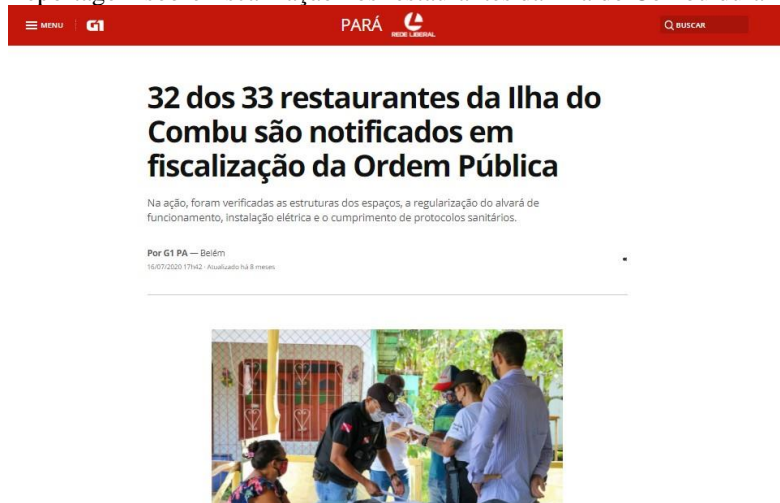 MENU G1 PARÁ REDE LIBERAL BUSCAR
32 dos 33 restaurantes da Ilha do
Combu são notificados em
fiscalização da Ordem Pública
Na ação, foram verificadas as estruturas dos espaços, a regularização do alvará de
funcionamento, instalação elétrica e o cumprimento de protocolos sanitários.
Por G1 PA — Belém
16/07/2020 17h42 · Atualizado há 8 meses